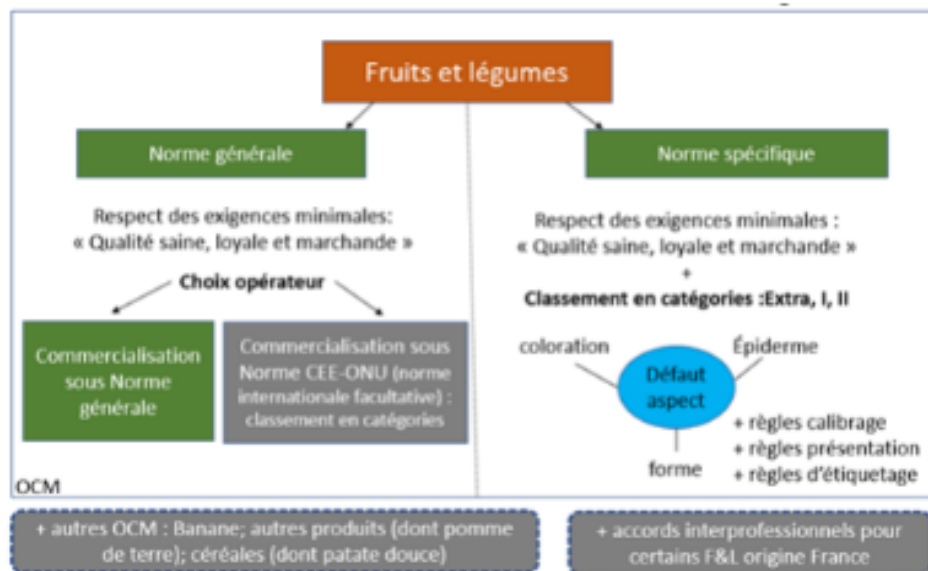 Fruits et légumes
Norme générale
Respect des exigences minimales:
« Qualité saine, loyale et marchande »
Choix opérateur
Commercialisation
sous Norme
générale
Commercialisation sous
Norme CEE-ONU (norme
internationale facultative) :
classement en catégories
Norme spécifique
Respect des exigences minimales :
« Qualité saine, loyale et marchande »
+
Classement en catégories :Extra, I, II
coloration
Épiderme
Défaut
aspect
forme
+ règles calibrage
+ règles présentation
+ règles d'étiquetage
OCM
+ autres OCM : Banane; autres produits (dont pomme
de terre); céréales (dont patate douce)
+ accords interprofessionnels pour
certains F&L origine France